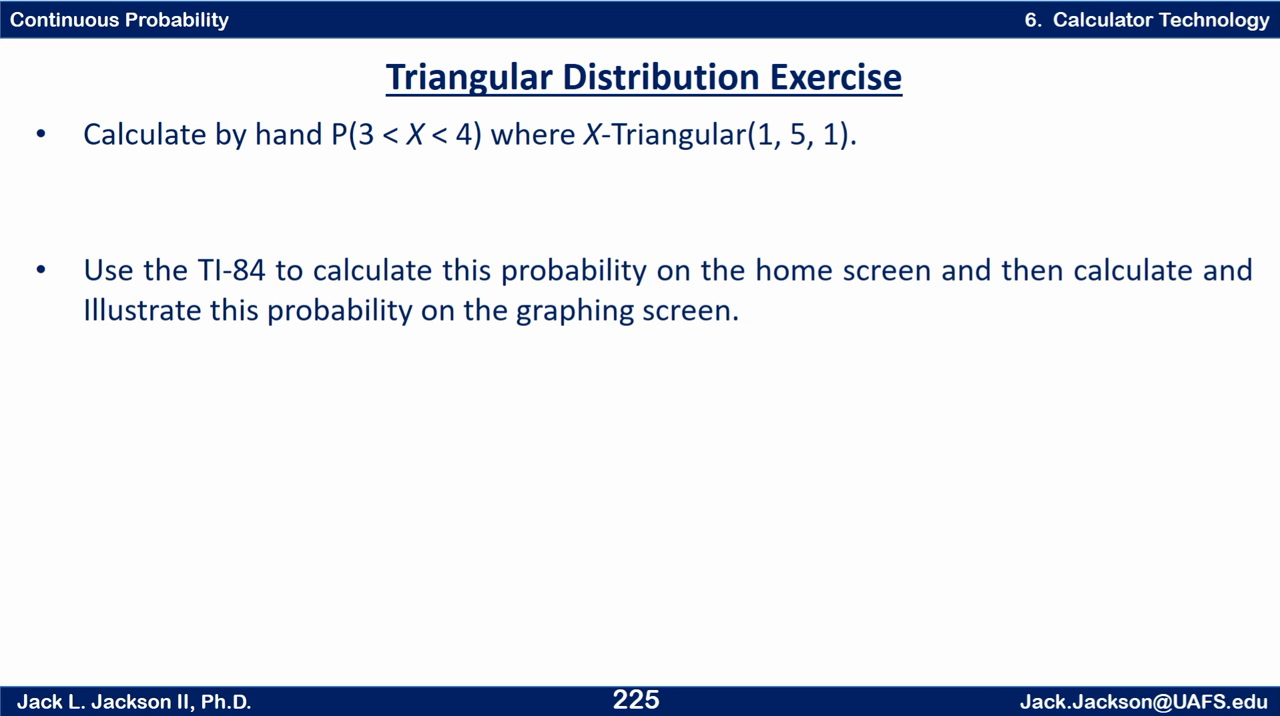 Continuous Probability
6. Calculator Technology
Triangular Distribution Exercise
• Calculate by hand P(3 < X < 4) where X-Triangular(1, 5, 1).
• Use the TI-84 to calculate this probability on the home screen and then calculate and
Illustrate this probability on the graphing screen.
Jack L. Jackson II, Ph.D.
225
Jack.Jackson@UAFS.edu